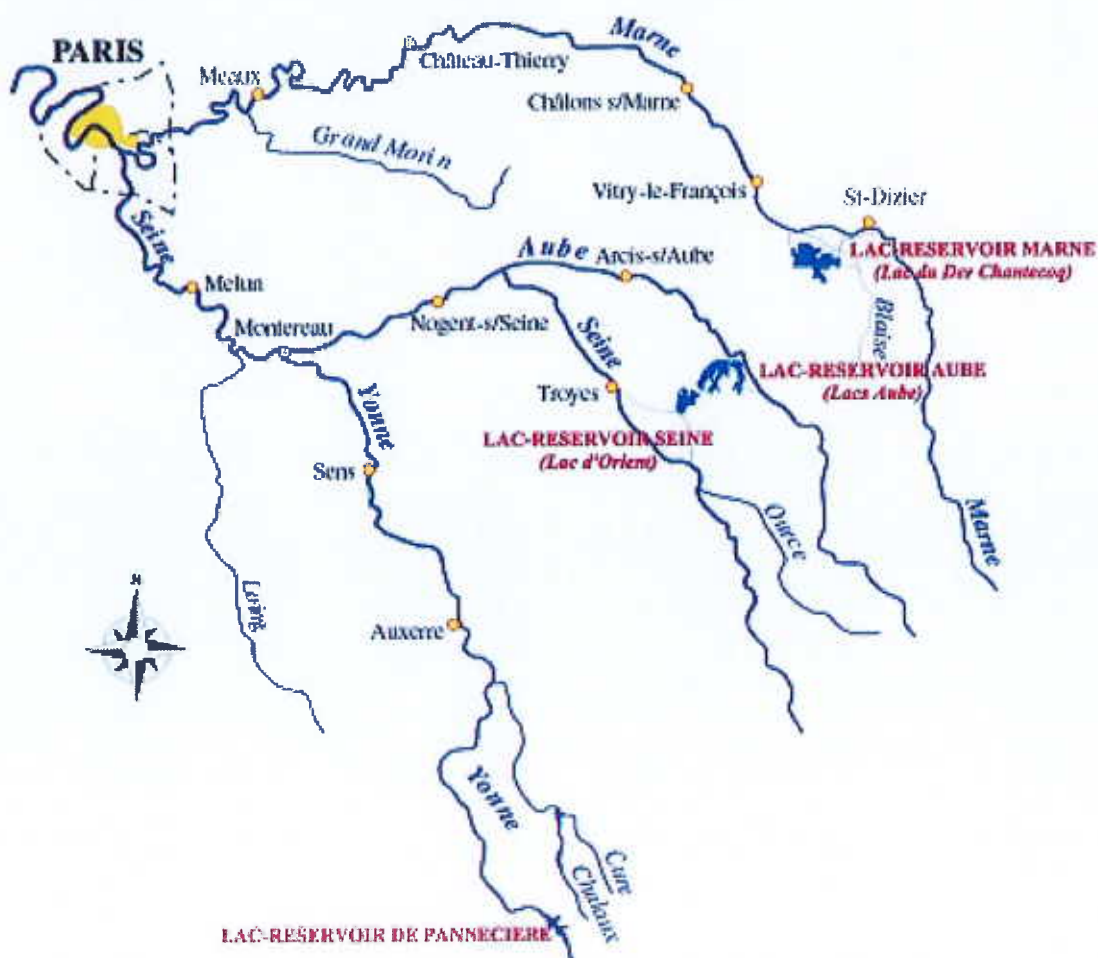 PARIS
Marne
Château-Thierry
Meaux
Châlons s/Marne
Grand Morin
Vitry-le-François
St-Dizier
Seine
Aube
Arcis-s/Aube
LAC-RESERVOIR MARNE
(Lac du Der Chantecoq)
Melun
Nogent-s/Seine
Montereau
Blaise
Seine
LAC-RESERVOIR AUBE
(Lacs Aube)
Troyes
Yonne
LAC-RESERVOIR SEINE
(Lac d'Orient)
Sens
Ource
Marne
N
Loing
Auxerre
Yonne
Cure
Chalaux
LAC-RESERVOIR DE PANNECIERE